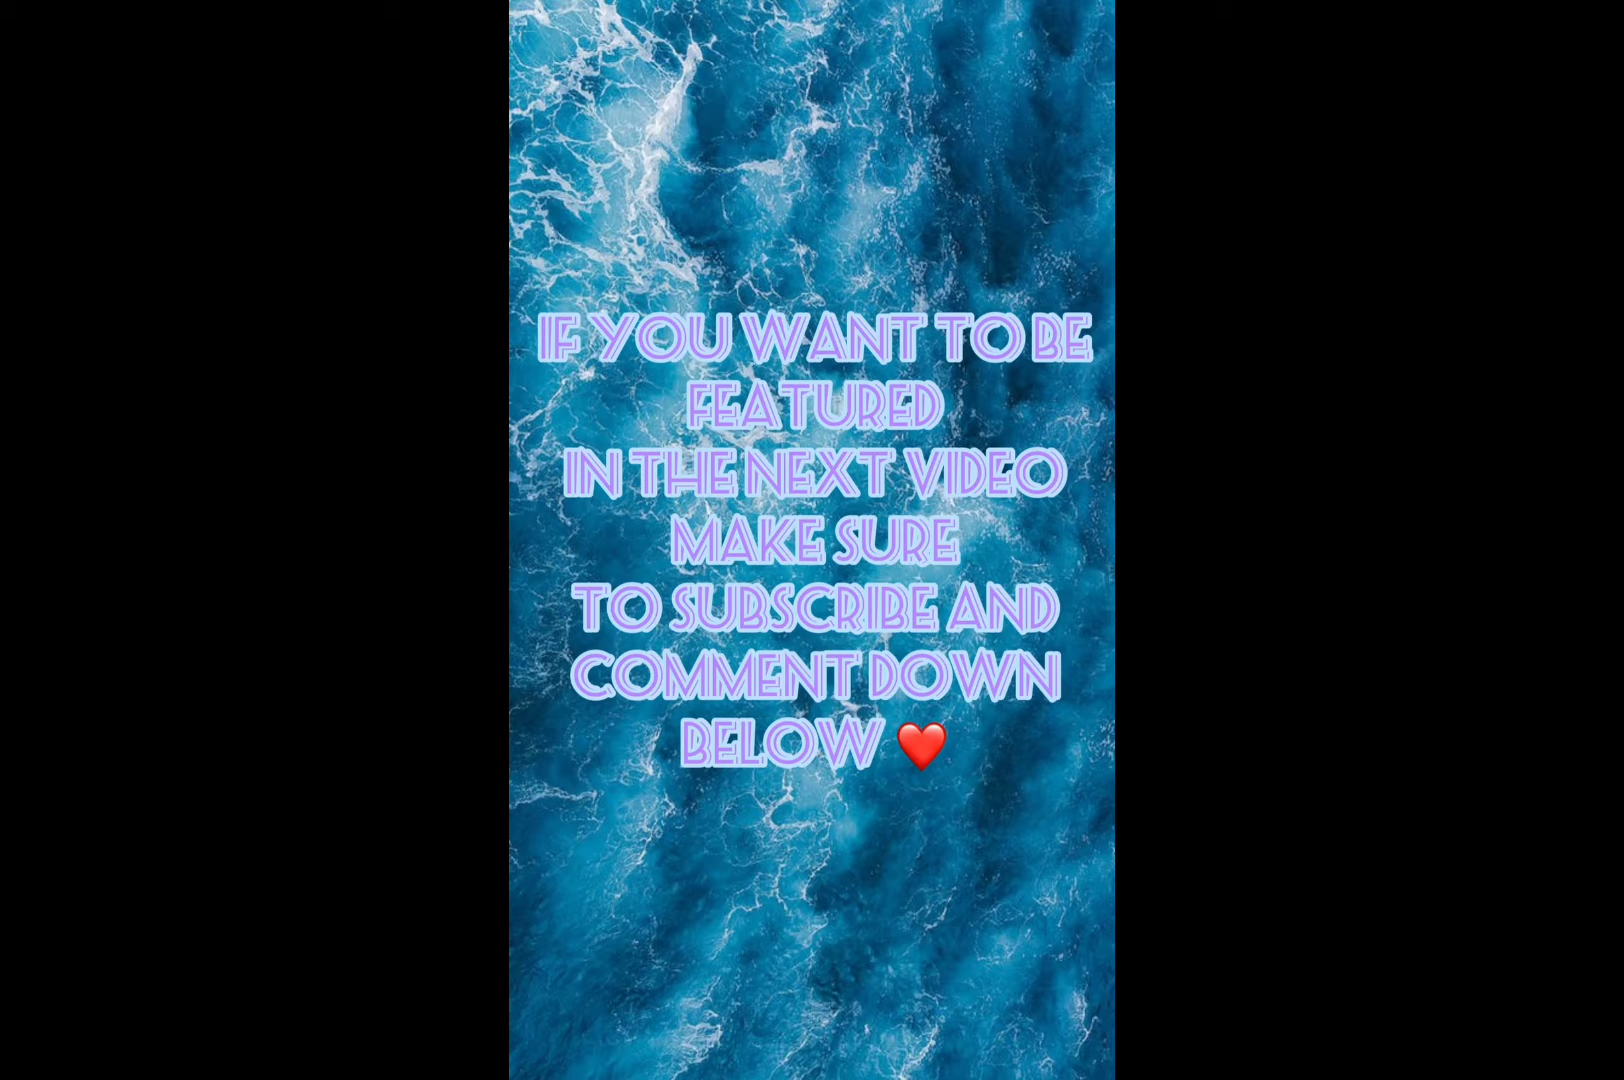 IF YOU WANT TO BE
FEATURED
IN THE NEXT VIDEO
MAKE SURE
TO SUBSCRIBE AND
COMMENT DOWN
BELOW ❤️